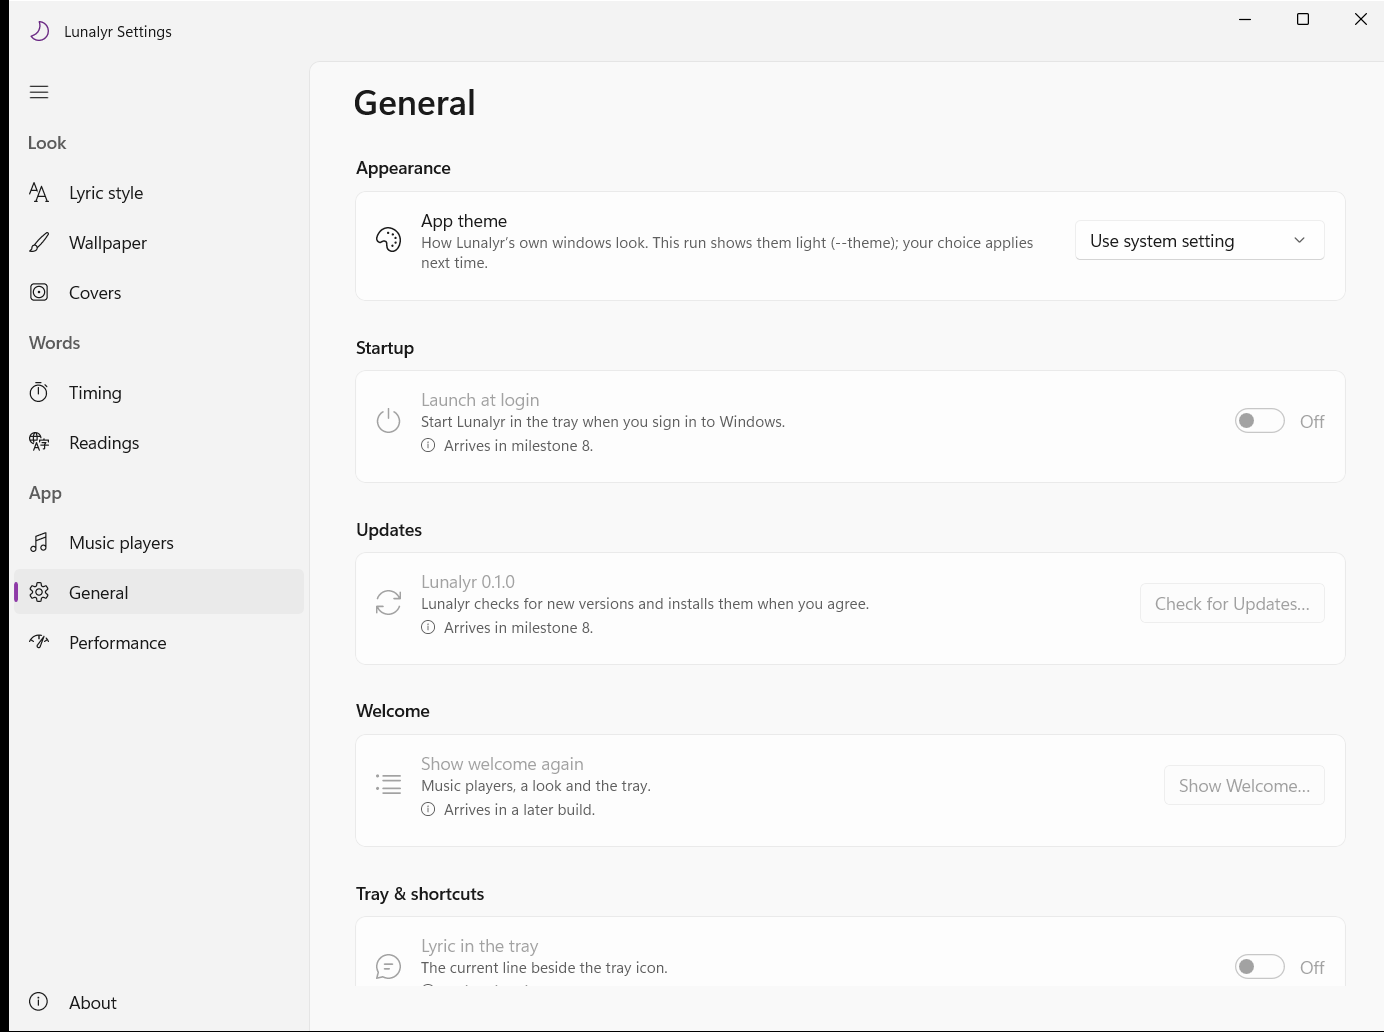 Lunalyr Settings
Look
Lyric style
Wallpaper
Covers
Words
Timing
Readings
App
Music players
General
Performance
About
General
Appearance
App theme
How Lunalyr's own windows look. This run shows them light (--theme); your choice applies
next time.
Use system setting
Startup
Launch at login
Start Lunalyr in the tray when you sign in to Windows.
Arrives in milestone 8.
Off
Updates
Lunalyr 0.1.0
Lunalyr checks for new versions and installs them when you agree.
Arrives in milestone 8.
Check for Updates...
Welcome
Show welcome again
Music players, a look and the tray.
Arrives in a later build.
Show Welcome...
Tray & shortcuts
Lyric in the tray
The current line beside the tray icon.
Off